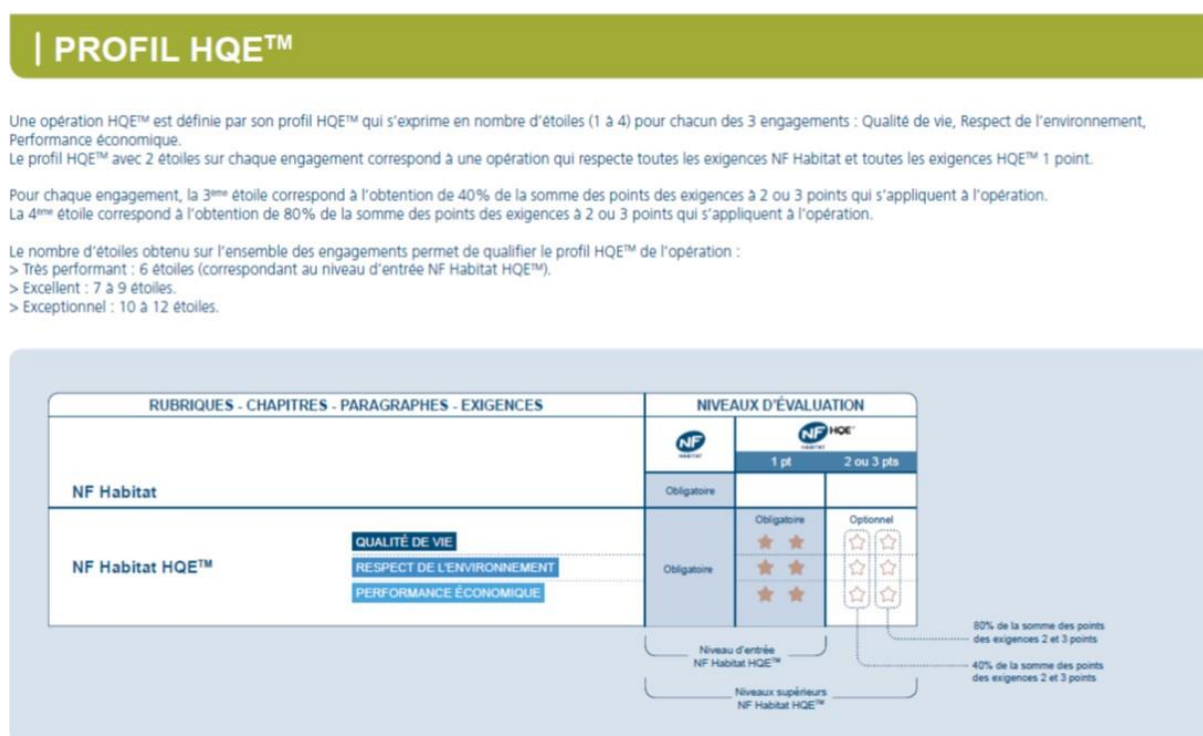 | PROFIL HQE™
Une opération HQE™ est définie par son profil HQE™ qui s'exprime en nombre d'étoiles (1 à 4) pour chacun des 3 engagements : Qualité de vie, Respect de l'environnement,
Performance économique.
Le profil HQE™ avec 2 étoiles sur chaque engagement correspond à une opération qui respecte toutes les exigences NF Habitat et toutes les exigences HQE™ 1 point.
Pour chaque engagement, la 3ème étoile correspond à l'obtention de 40% de la somme des points des exigences à 2 ou 3 points qui s'appliquent à l'opération.
La 4ème étoile correspond à l'obtention de 80% de la somme des points des exigences à 2 ou 3 points qui s'appliquent à l'opération.
Le nombre d'étoiles obtenu sur l'ensemble des engagements permet de qualifier le profil HQE™ de l'opération :
> Très performant : 6 étoiles (correspondant au niveau d'entrée NF Habitat HQE™).
> Excellent : 7 à 9 étoiles.
> Exceptionnel : 10 à 12 étoiles.
RUBRIQUES - CHAPITRES - PARAGRAPHES - EXIGENCES
NIVEAUX D'ÉVALUATION
NF
HABITAT
NF HQE™
HABITAT
1 pt
2 ou 3 pts
NF Habitat
Obligatoire
NF Habitat HQE™
QUALITÉ DE VIE
RESPECT DE L'ENVIRONNEMENT
PERFORMANCE ÉCONOMIQUE
Obligatoire
Obligatoire
Optionnel
80% de la somme des points
des exigences 2 et 3 points
40% de la somme des points
des exigences 2 et 3 points
Niveau d'entrée
NF Habitat HQE™
Niveaux supérieurs
NF Habitat HQE™